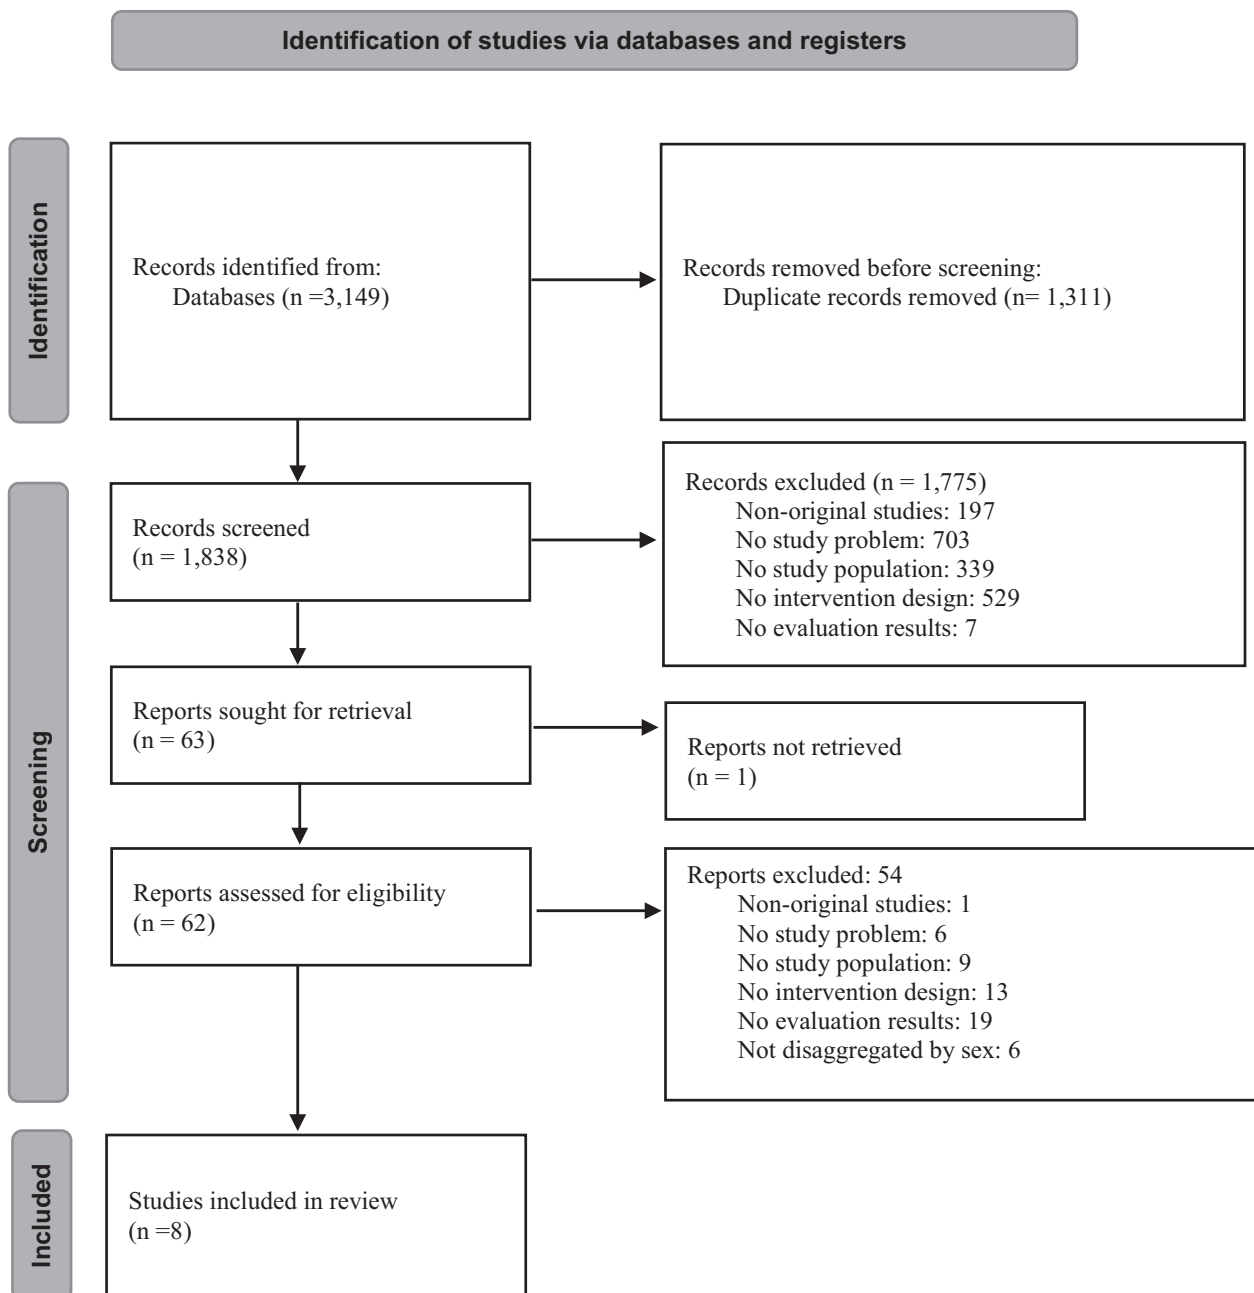 Identification of studies via databases and registers
Identification
Records identified from:
Databases (n =3,149)
Records removed before screening:
Duplicate records removed (n= 1,311)
Screening
Records screened
(n = 1,838)
Records excluded (n = 1,775)
Non-original studies: 197
No study problem: 703
No study population: 339
No intervention design: 529
No evaluation results: 7
Reports sought for retrieval
(n = 63)
Reports not retrieved
(n = 1)
Reports assessed for eligibility
(n = 62)
Reports excluded: 54
Non-original studies: 1
No study problem: 6
No study population: 9
No intervention design: 13
No evaluation results: 19
Not disaggregated by sex: 6
Included
Studies included in review
(n =8)